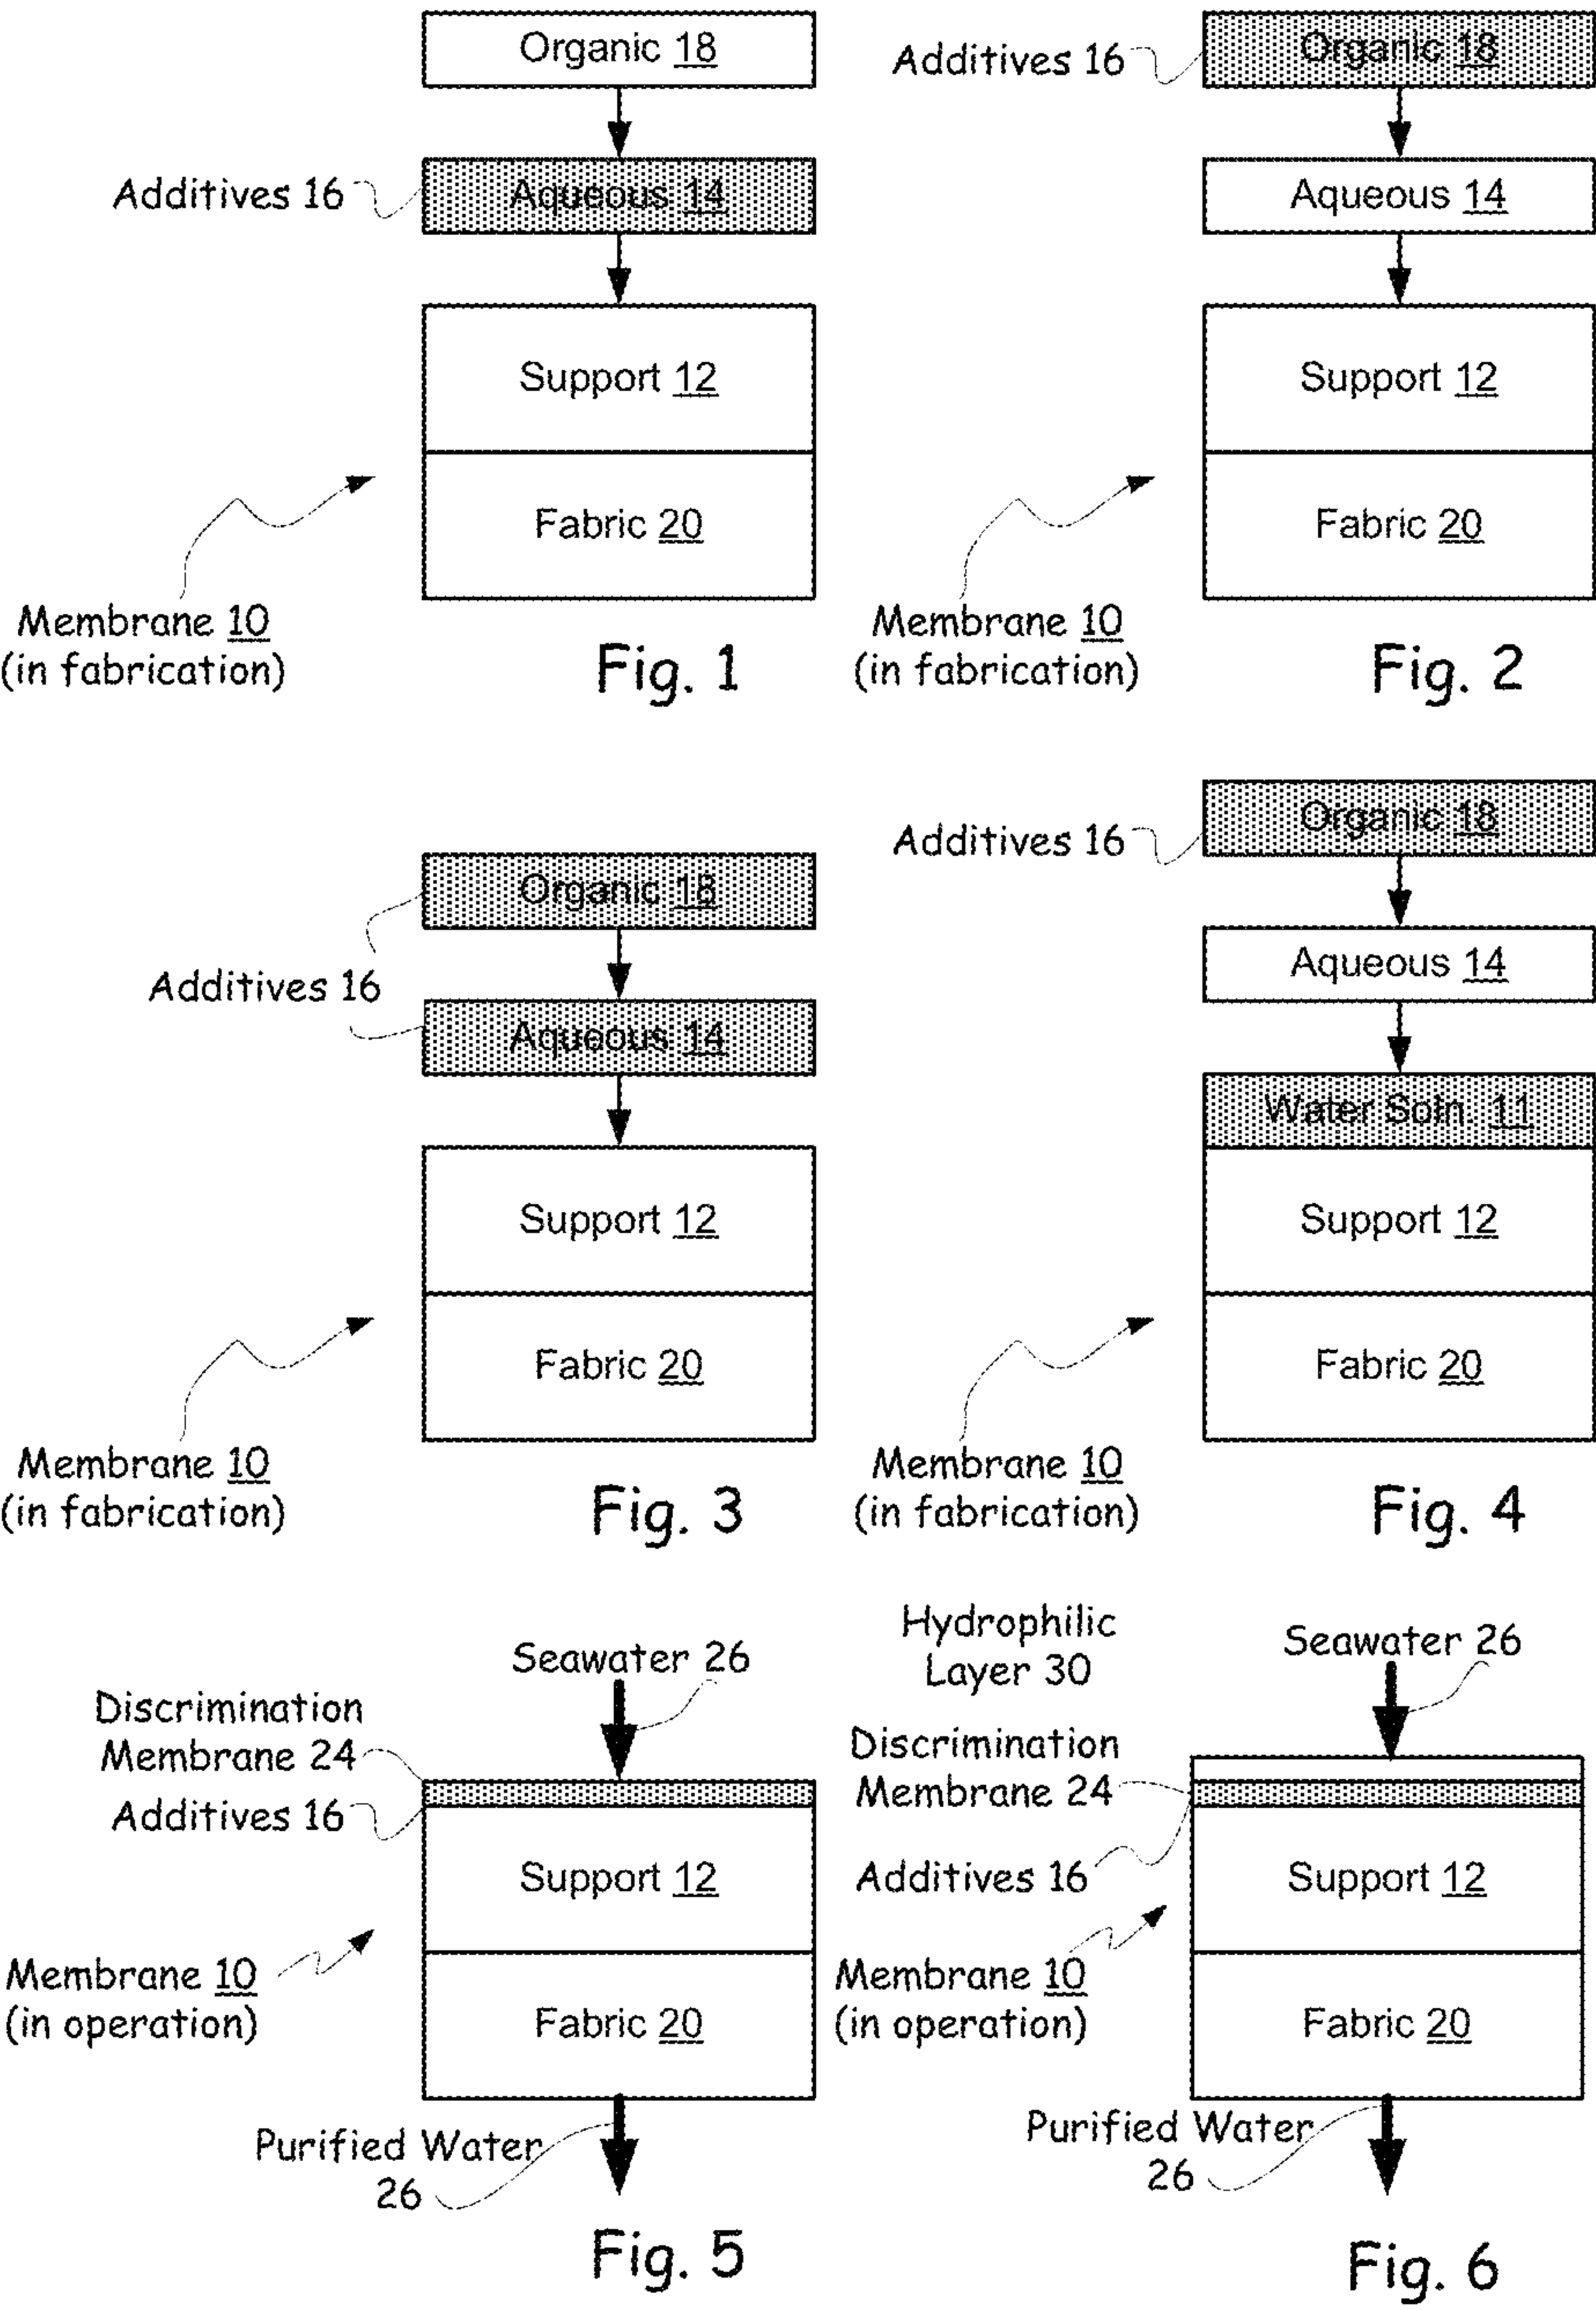 Organic 18
Additives 16
Aqueous 14
Support 12
Fabric 20
Membrane 10
(in fabrication)
Fig. 1
Additives 16
Organic 18
Aqueous 14
Support 12
Fabric 20
Membrane 10
(in fabrication)
Fig. 2
Organic 18
Additives 16
Aqueous 14
Support 12
Fabric 20
Membrane 10
(in fabrication)
Fig. 3
Additives 16
Organic 18
Aqueous 14
Water Soln. 11
Support 12
Fabric 20
Membrane 10
(in fabrication)
Fig. 4
Seawater 26
Discrimination
Membrane 24
Additives 16
Support 12
Membrane 10
(in operation)
Fabric 20
Purified Water
26
Fig. 5
Hydrophilic
Layer 30
Seawater 26
Discrimination
Membrane 24
Additives 16
Support 12
Membrane 10
(in operation)
Fabric 20
Purified Water
26
Fig. 6